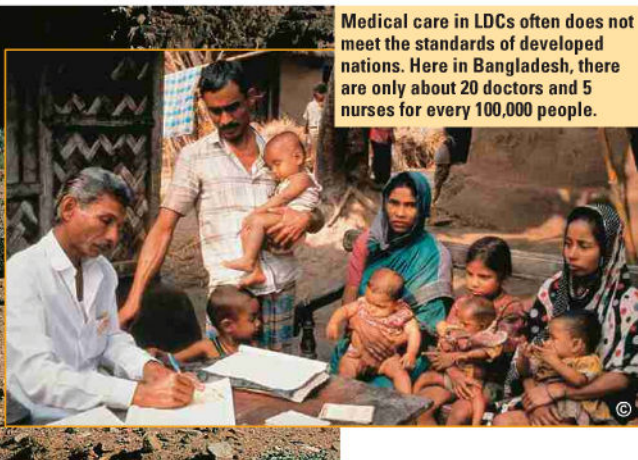 Medical care in LDCs often does not
meet the standards of developed
nations. Here in Bangladesh, there
are only about 20 doctors and 5
nurses for every 100,000 people.
©